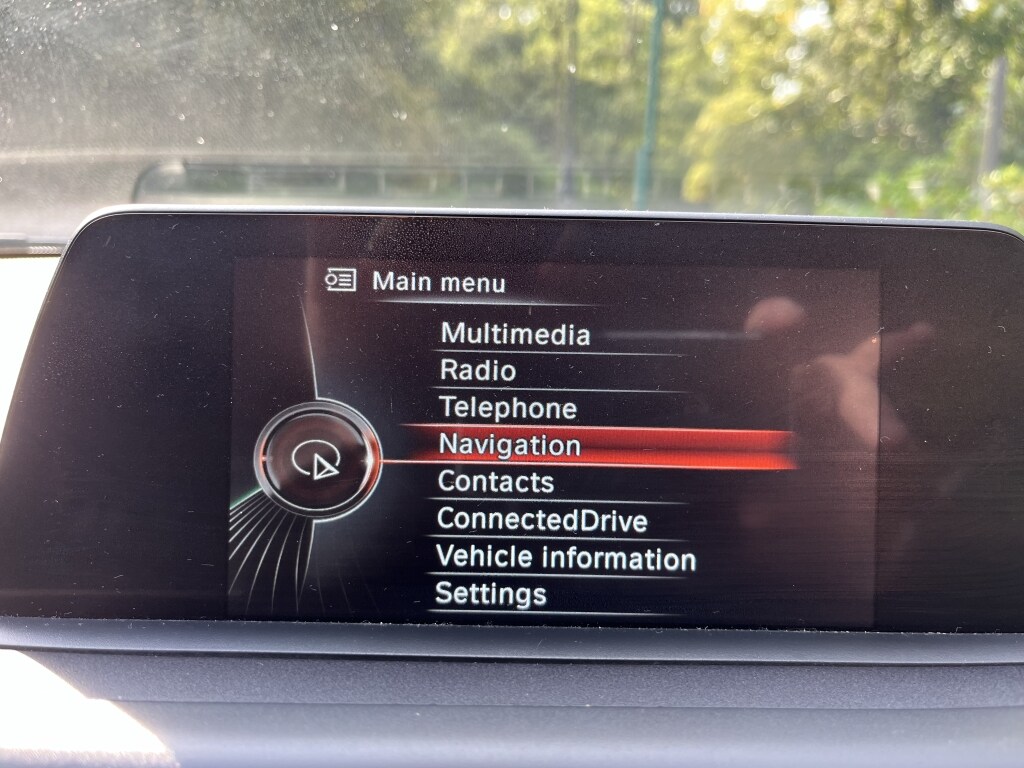 Main menu
Multimedia
Radio
Telephone
Navigation
Contacts
ConnectedDrive
Vehicle information
Settings